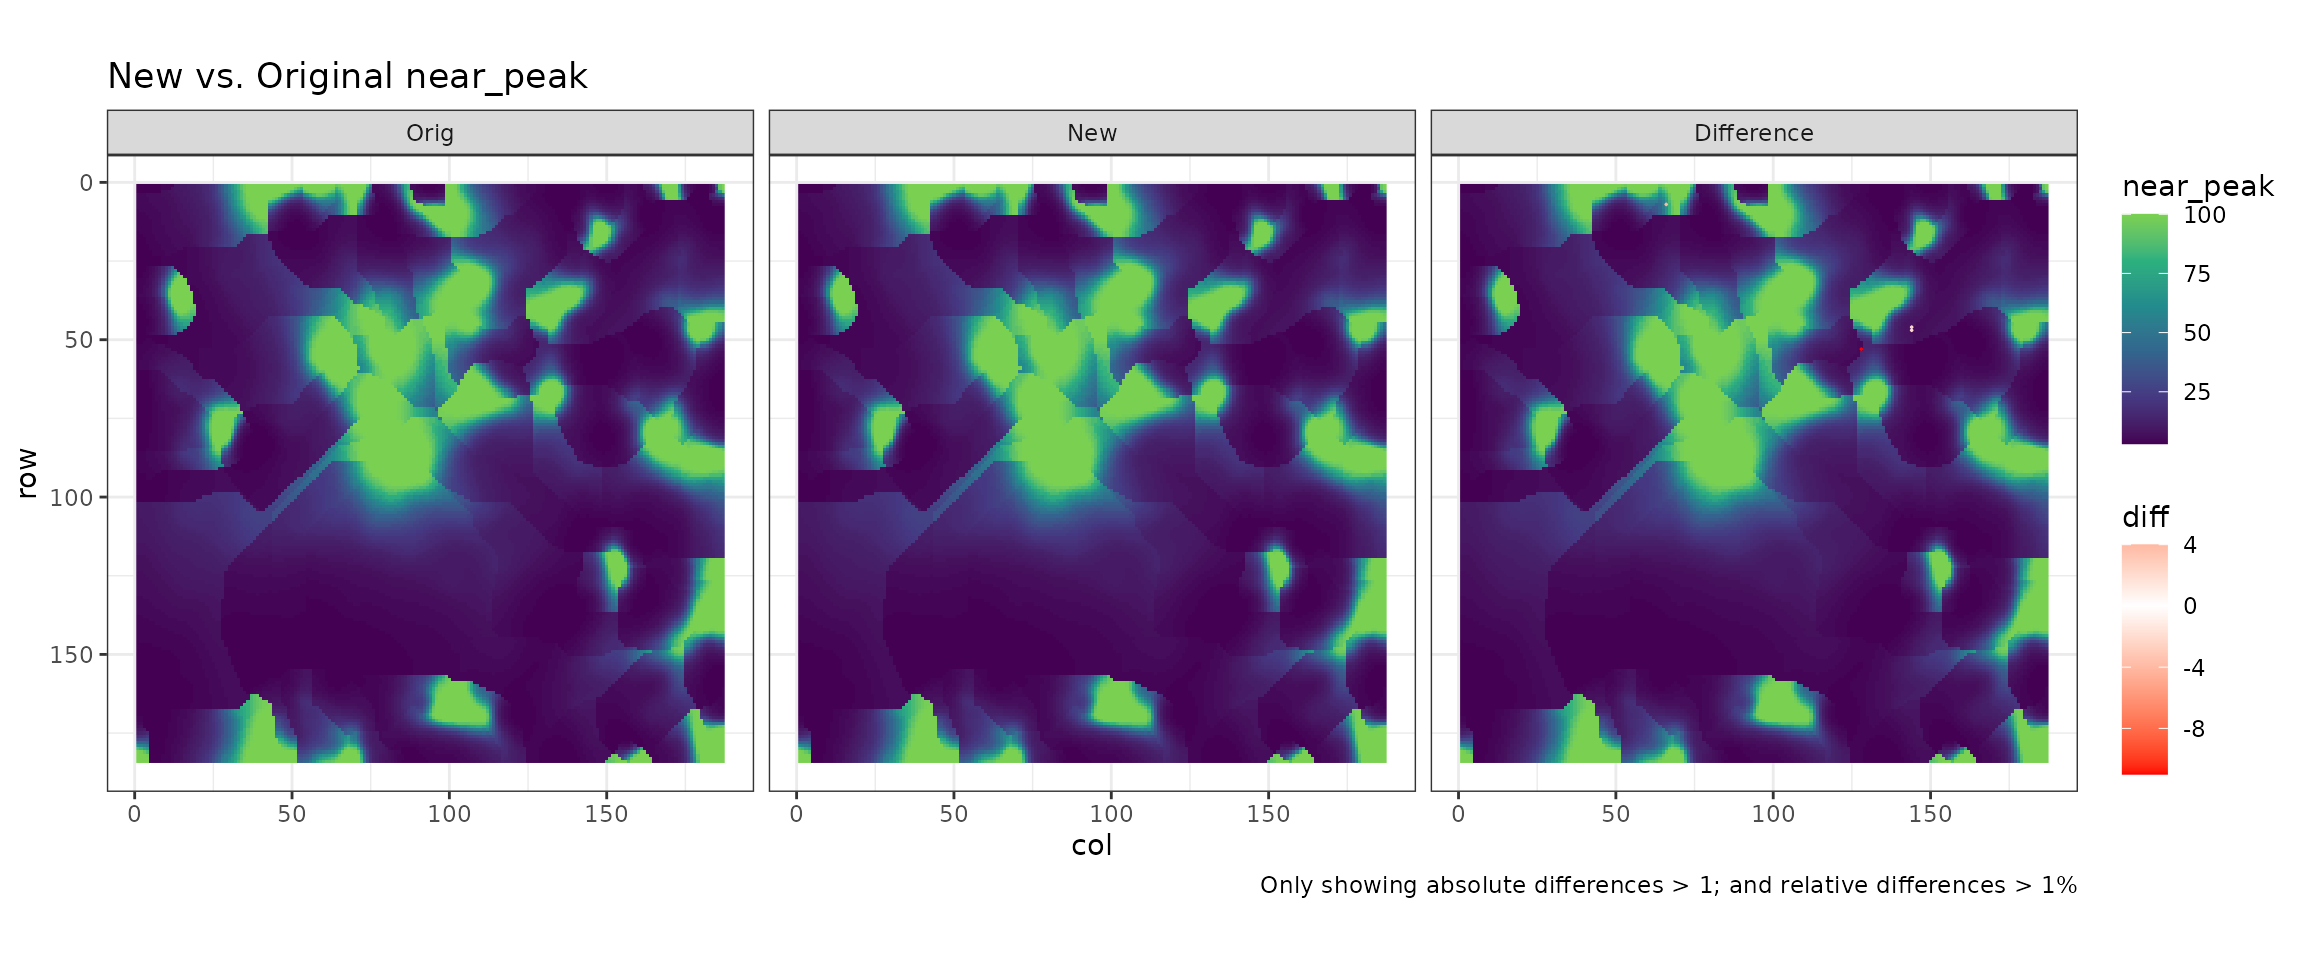 New vs. Original near_peak
Orig
New
Difference
0
50
100
150
row
0
50
100
150
0
50
100
150
0
50
100
150
col
near_peak
100
75
50
25
diff
4
0
-4
-8
Only showing absolute differences > 1; and relative differences > 1%